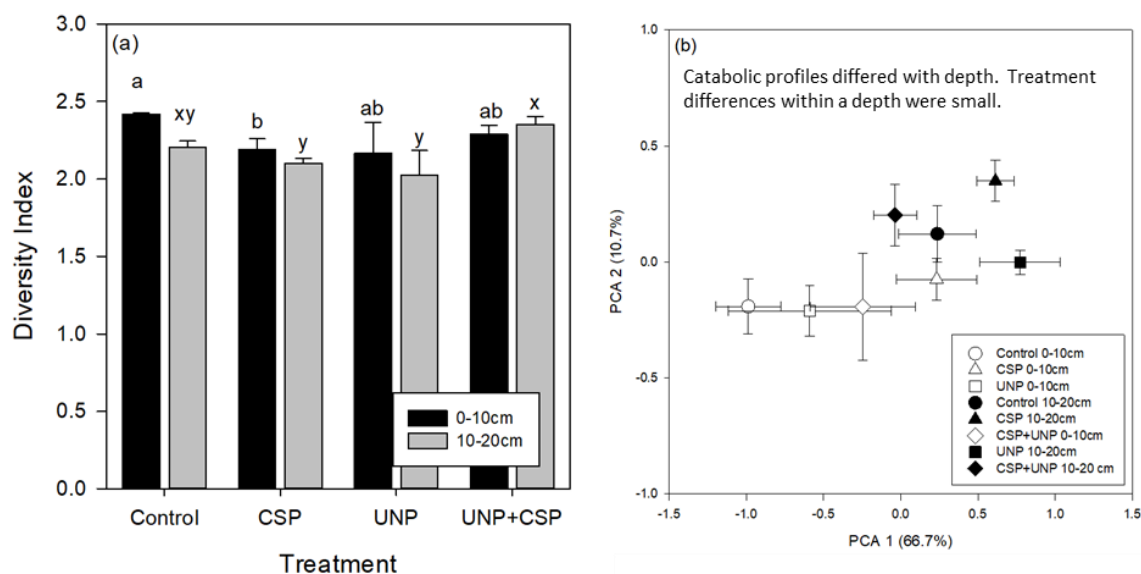 (a)
3.0
2.5
2.0
1.5
1.0
0.5
0.0
Diversity Index
a
xy
b
y
ab
y
ab
x
0-10cm
10-20cm
Control CSP UNP UNP+CSP
Treatment
(b)
Catabolic profiles differed with depth. Treatment
differences within a depth were small.
1.0
0.5
0.0
-0.5
-1.0
PCA 2 (10.7%)
Control 0-10cm
CSP 0-10cm
UNP 0-10cm
Control 10-20cm
CSP 10-20cm
CSP+UNP 0-10cm
UNP 10-20cm
CSP+UNP 10-20 cm
-1.5 -1.0 -0.5 0.0 0.5 1.0 1.5
PCA 1 (66.7%)